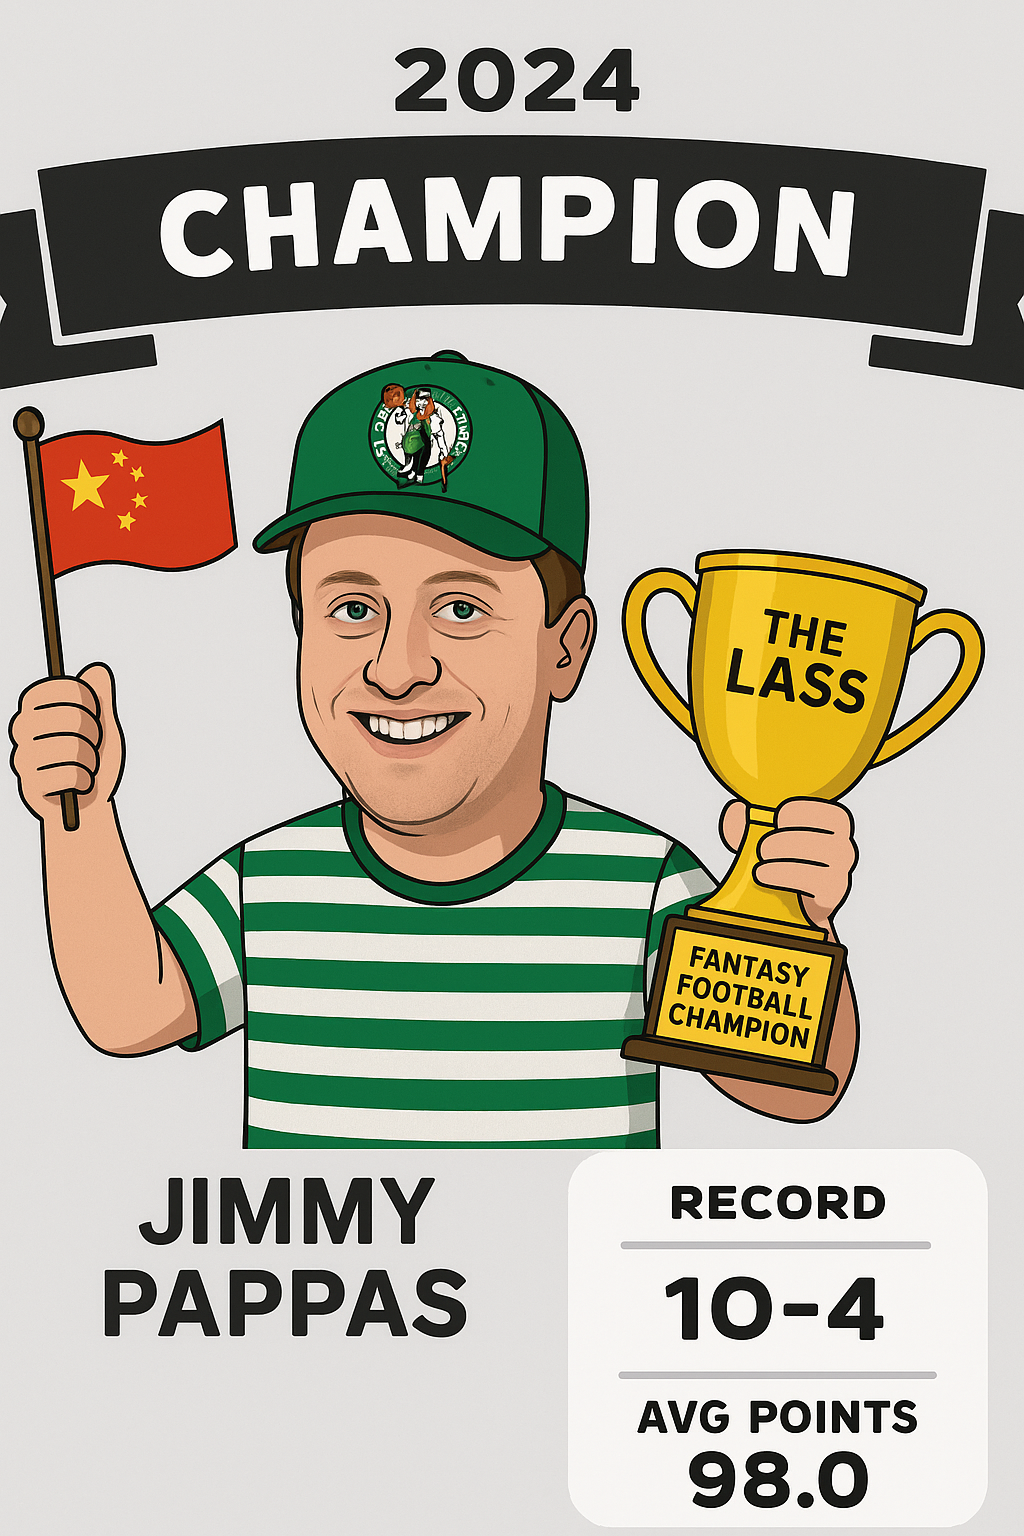 2024
CHAMPION
THE
LASS
FANTASY
FOOTBALL
CHAMPION
JIMMY
PAPPAS
RECORD
10-4
AVG POINTS
98.0